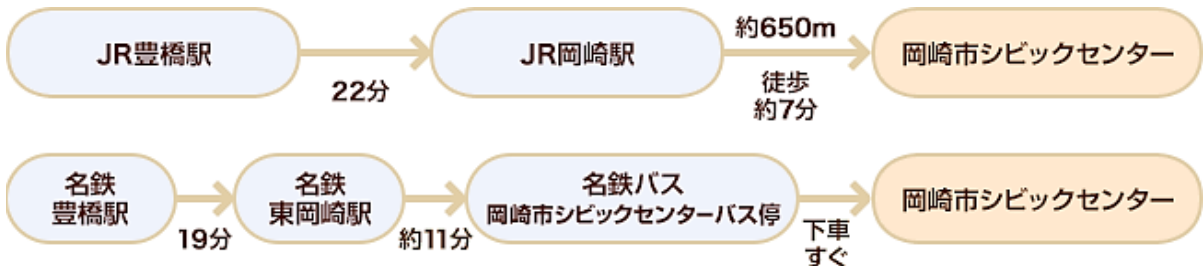 JR豊橋駅
22分
JR岡崎駅
約650m
徒歩
約7分
岡崎市シビックセンター
名鉄
豊橋駅
19分
名鉄
東岡崎駅
約11分
名鉄バス
岡崎市シビックセンターバス停
下車
すぐ
岡崎市シビックセンター